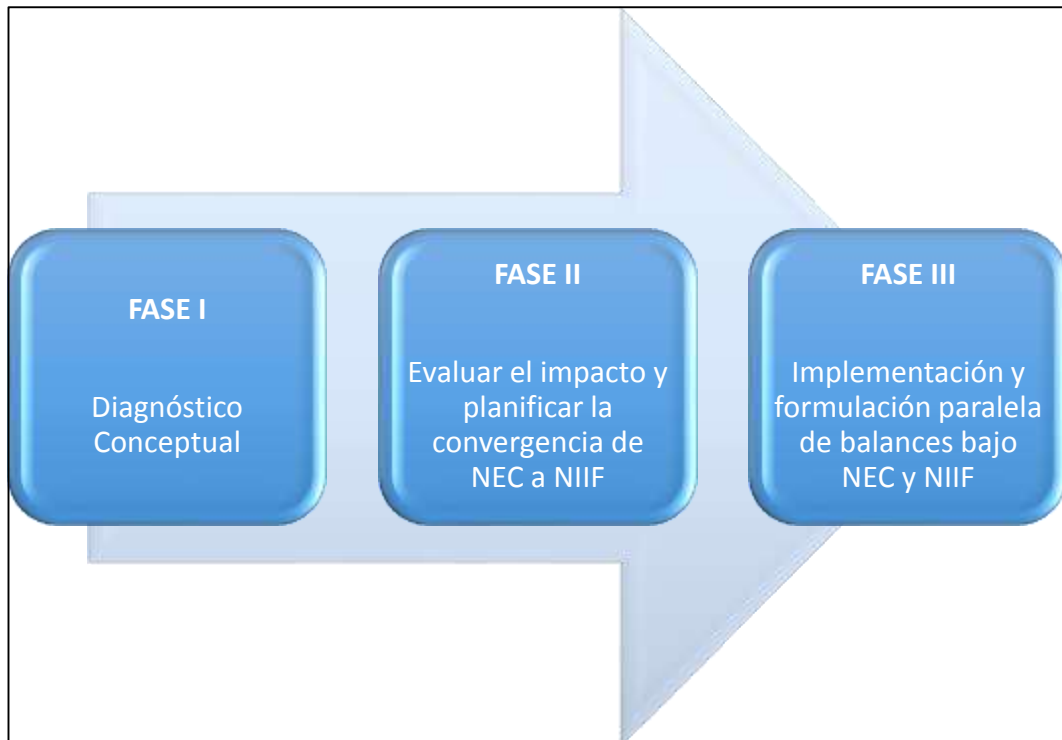 FASE I
Diagnóstico
Conceptual
FASE II
Evaluar el impacto y
planificar la
convergencia de
NEC a NIIF
FASE III
Implementación y
formulación paralela
de balances bajo
NEC y NIIF